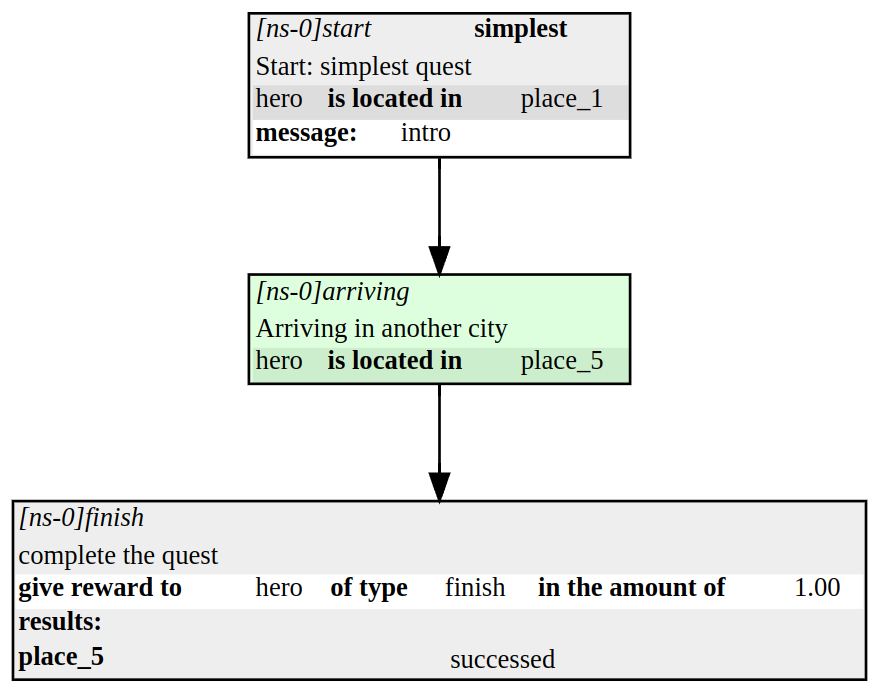 [ns-0]start simplest
Start: simplest quest
hero is located in place_1
message: intro
[ns-0]arriving
Arriving in another city
hero is located in place_5
[ns-0]finish
complete the quest
give reward to hero of type finish in the amount of 1.00
results:
place_5 successed